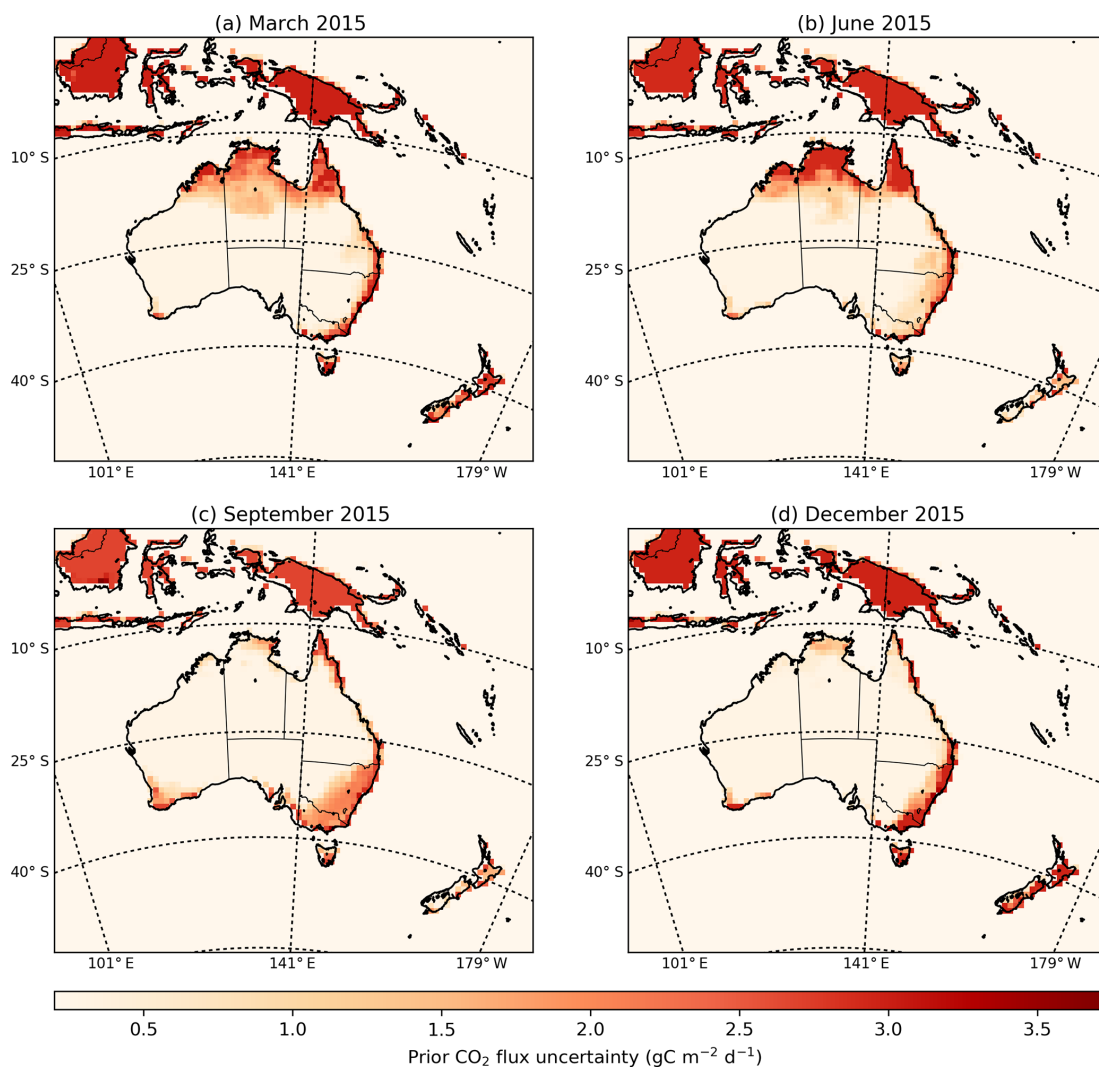 (a) March 2015
(b) June 2015
10° S
10° S
25° S
25° S
40° S
40° S
101° E
141° E
179° W
101° E
141° E
179° W
(c) September 2015
(d) December 2015
10° S
10° S
25° S
25° S
40° S
40° S
101° E
141° E
179° W
101° E
141° E
179° W
0.5
1.0
1.5
2.0
2.5
3.0
3.5
Prior CO₂ flux uncertainty (gC m⁻² d⁻¹)